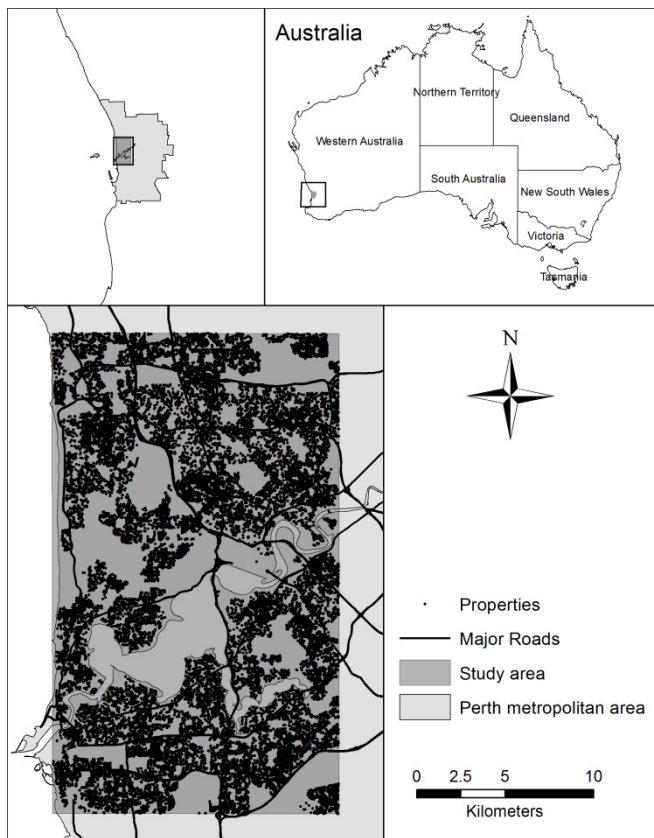 Australia
Northern Territory
Queensland
Western Australia
South Australia
New South Wales
Victoria
Tasmania
N
Properties
Major Roads
Study area
Perth metropolitan area
0 2.5 5 10
Kilometers